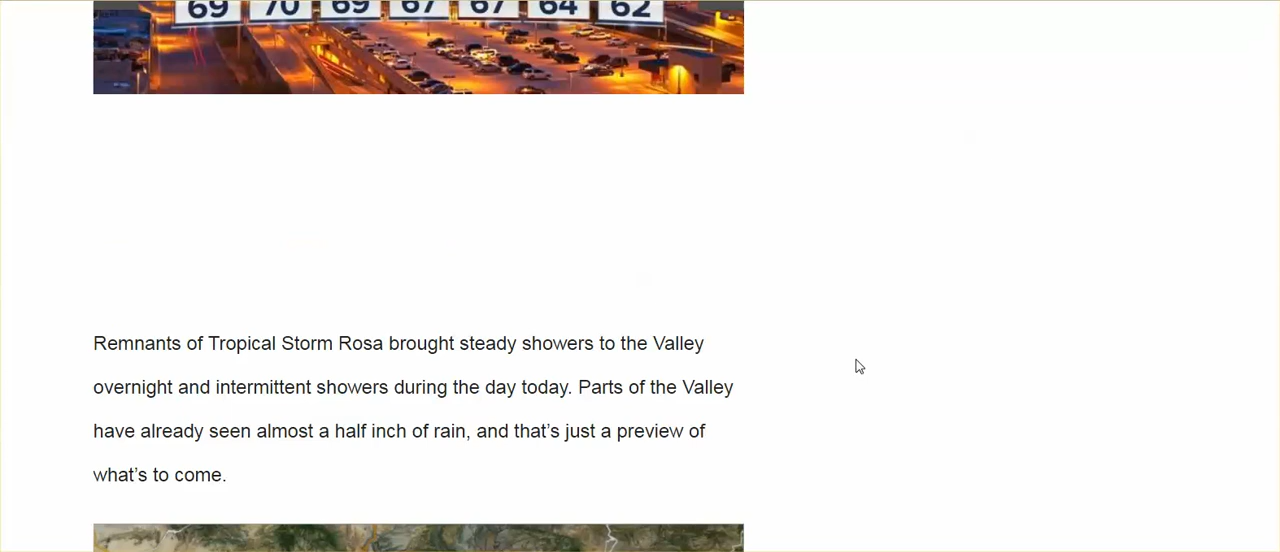 69 70 69 67 67 64 62
Remnants of Tropical Storm Rosa brought steady showers to the Valley
overnight and intermittent showers during the day today. Parts of the Valley
have already seen almost a half inch of rain, and that’s just a preview of
what’s to come.